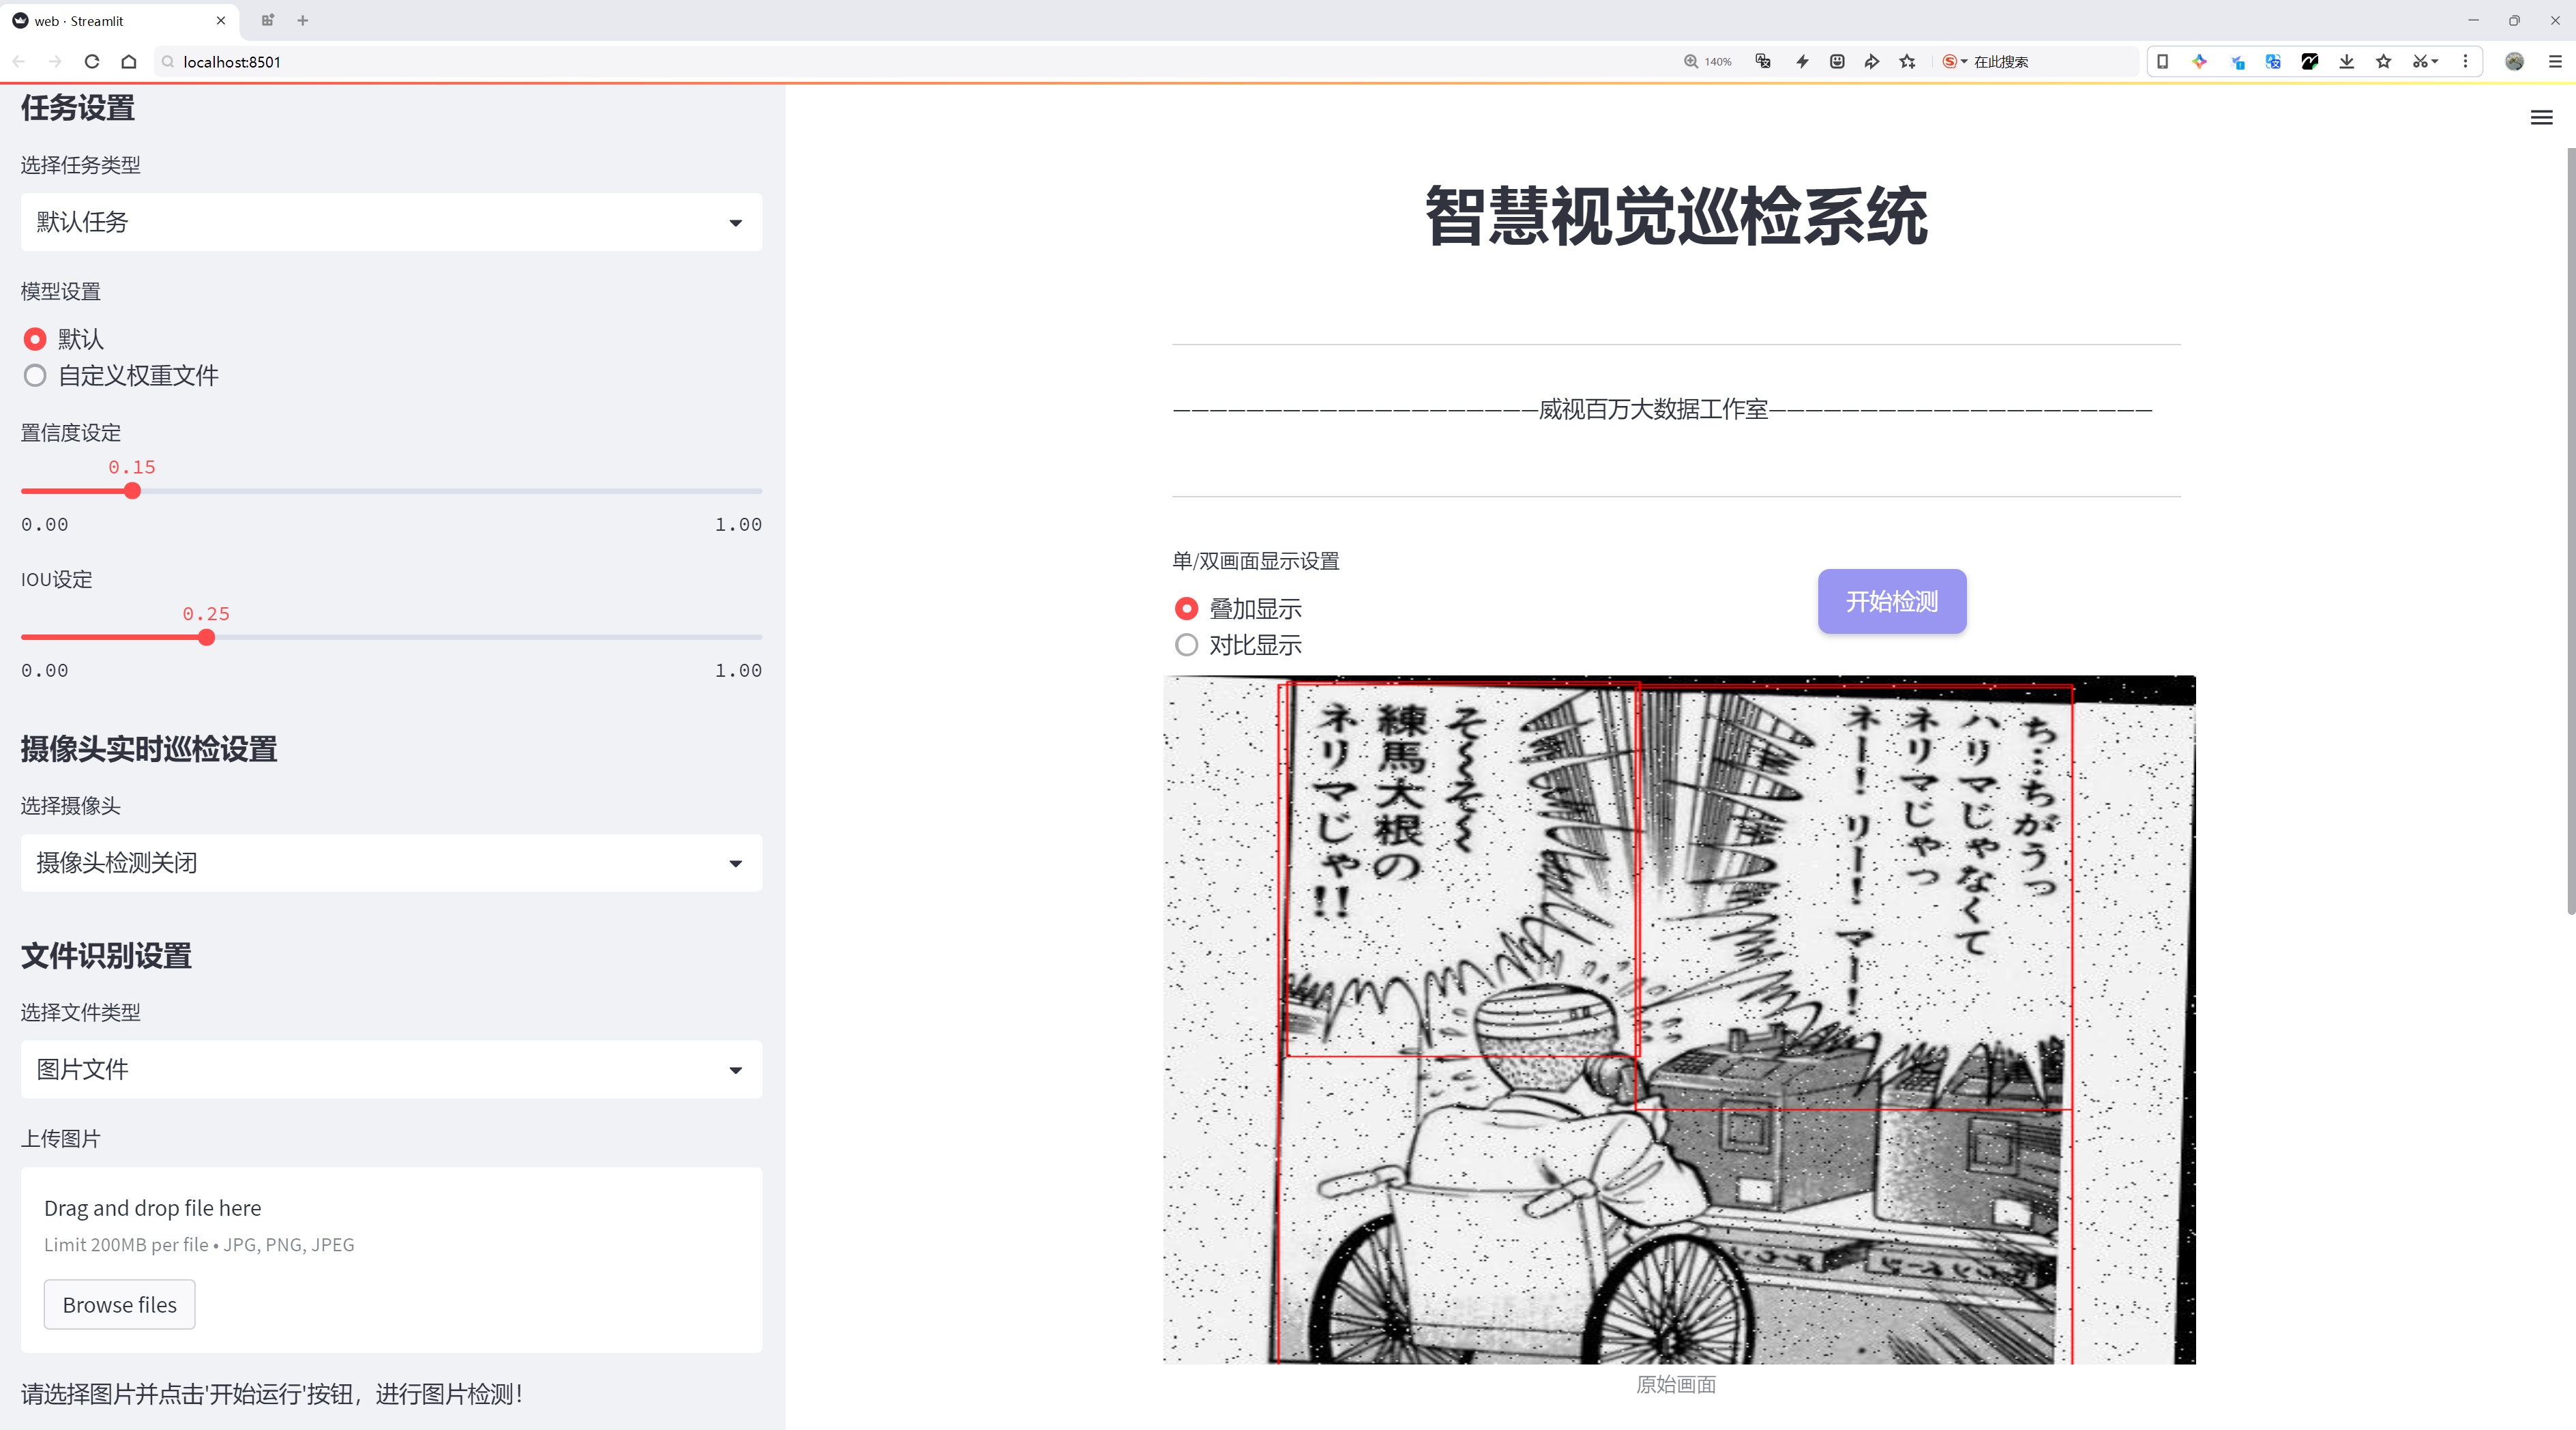 web · Streamlit
localhost:8501
140%
在此搜索
任务设置
选择任务类型
默认任务
模型设置
默认
自定义权重文件
置信度设定
0.15
0.00
1.00
IOU设定
0.25
0.00
1.00
摄像头实时巡检设置
选择摄像头
摄像头检测关闭
文件识别设置
选择文件类型
图片文件
上传图片
Drag and drop file here
Limit 200MB per file • JPG, PNG, JPEG
Browse files
请选择图片并点击'开始运行'按钮，进行图片检测！
智慧视觉巡检系统
————————————————————威视百万大数据工作室—————————————————————
单/双画面显示设置
叠加显示
对比显示
开始检测
ち…ちがうっ
ハリマじゃなくて
ネリマじゃっ
ネー！リー！マー！
そ〜そ〜
練馬大根の
ネリマじゃ!!
原始画面